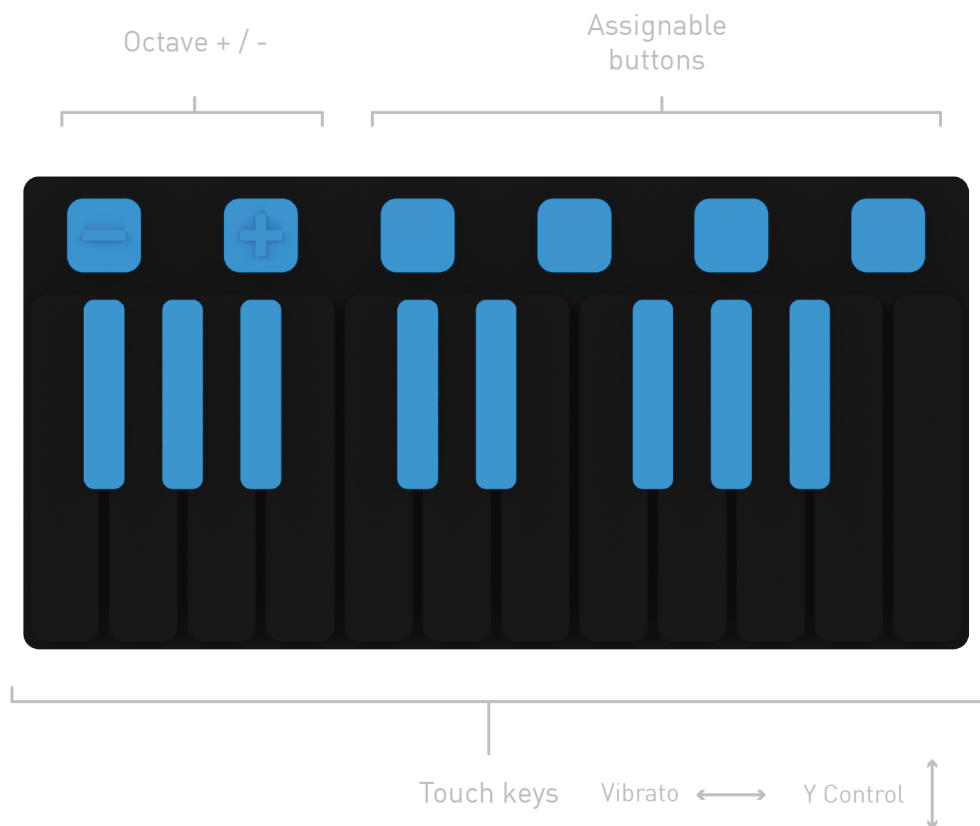 Octave + / -
Assignable
buttons
Touch keys
Vibrato
Y Control